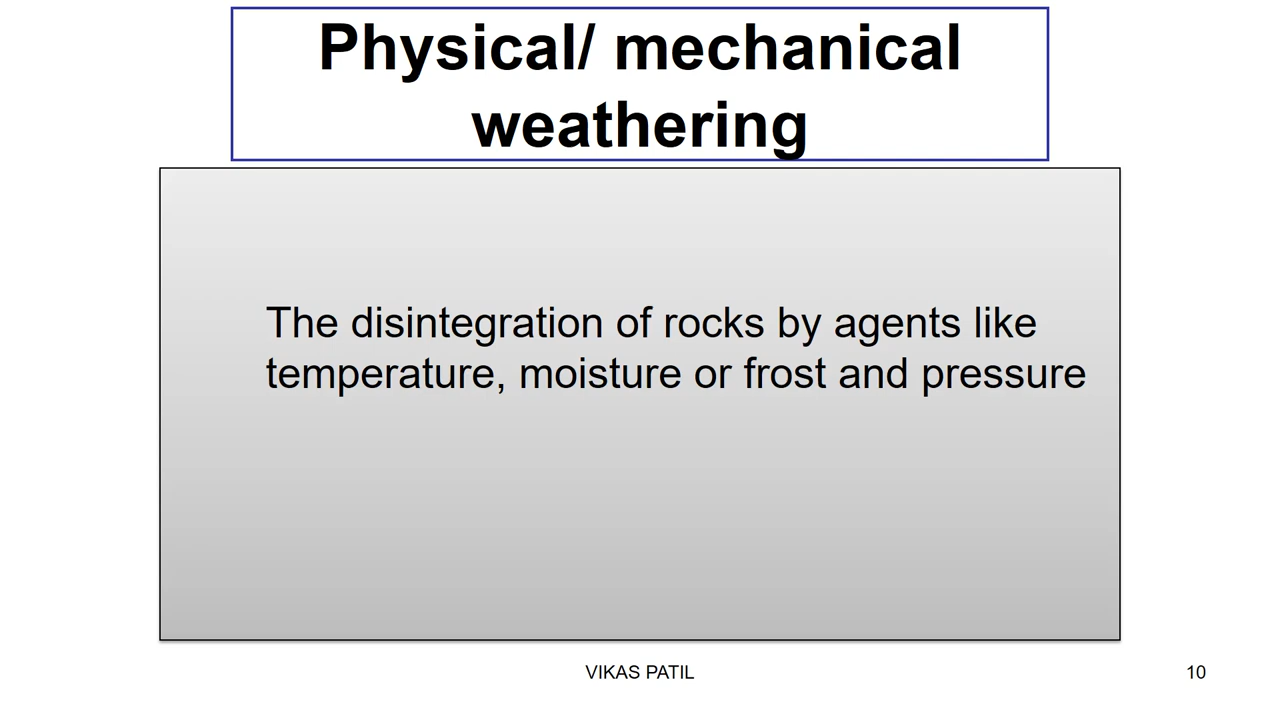 Physical/ mechanical
weathering
The disintegration of rocks by agents like
temperature, moisture or frost and pressure
VIKAS PATIL
10